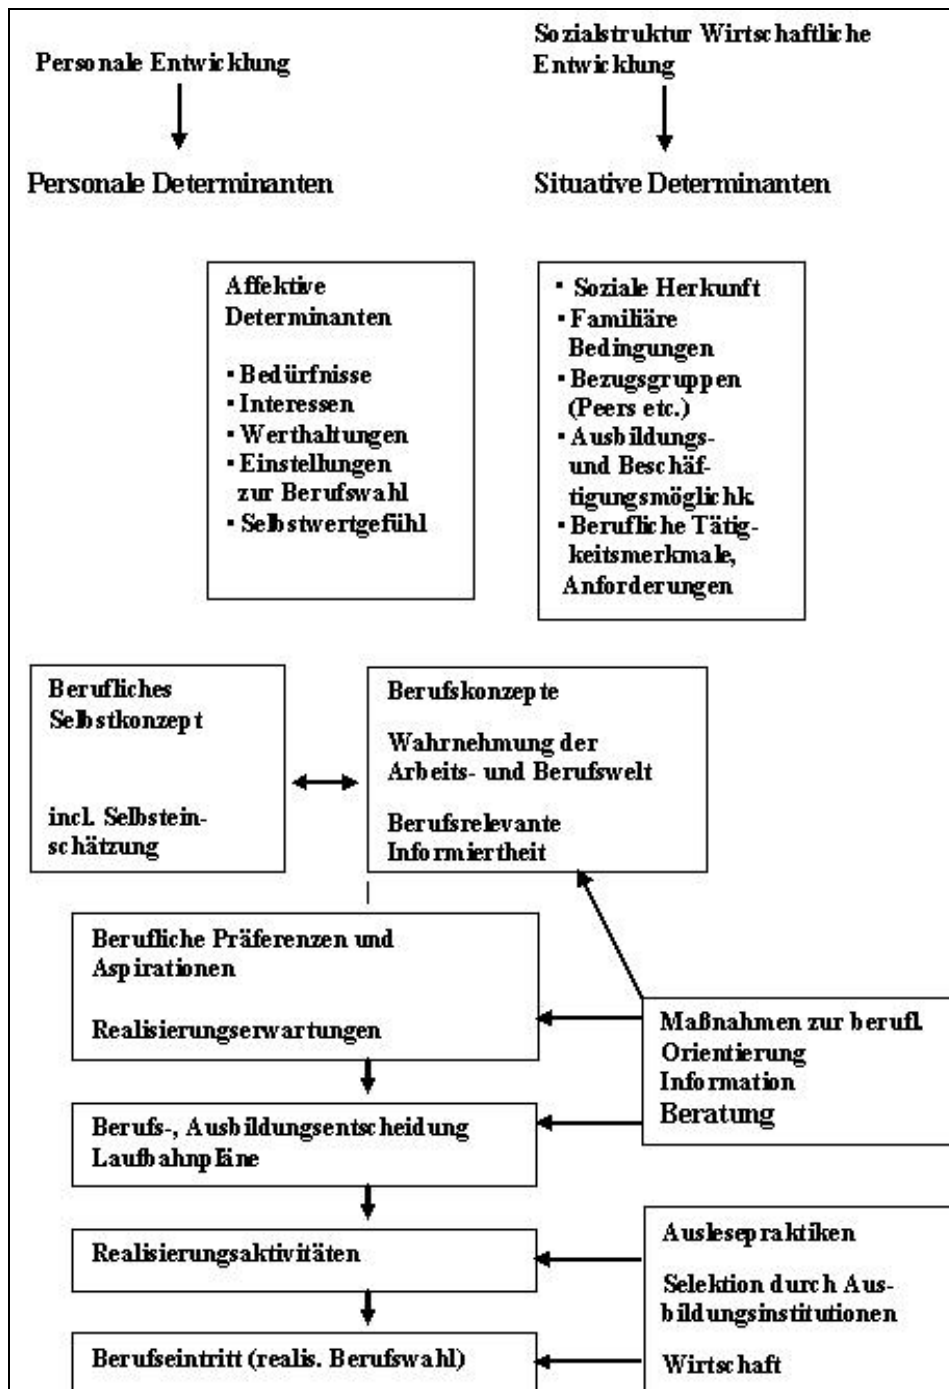 Personale Entwicklung
Sozialstruktur Wirtschaftliche
Entwicklung
Personale Determinanten
Situative Determinanten
Affektive
Determinanten
▪ Bedürfnisse
▪ Interessen
▪ Werthaltungen
▪ Einstellungen
zur Berufswahl
▪ Selbstwertgefühl
▪ Soziale Herkunft
▪ Familiäre
Bedingungen
▪ Bezugsgruppen
(Peers etc.)
▪ Ausbildungs-
und Beschäf-
tigungsmöglichk.
▪ Berufliche Tätig-
keitsmerkmale,
Anforderungen
Berufliches
Selbstkonzept
incl. Selbstein-
schätzung
Berufskonzepte
Wahrnehmung der
Arbeits- und Berufswelt
Berufsrelevante
Informiertheit
Berufliche Präferenzen und
Aspirationen
Realisierungserwartungen
Maßnahmen zur berufl.
Orientierung
Information
Beratung
Berufs-, Ausbildungsentscheidung
Laufbahnpläne
Realisierungsaktivitäten
Auslesepraktiken
Selektion durch Aus-
bildungsinstitutionen
Wirtschaft
Berufseintritt (realis. Berufswahl)